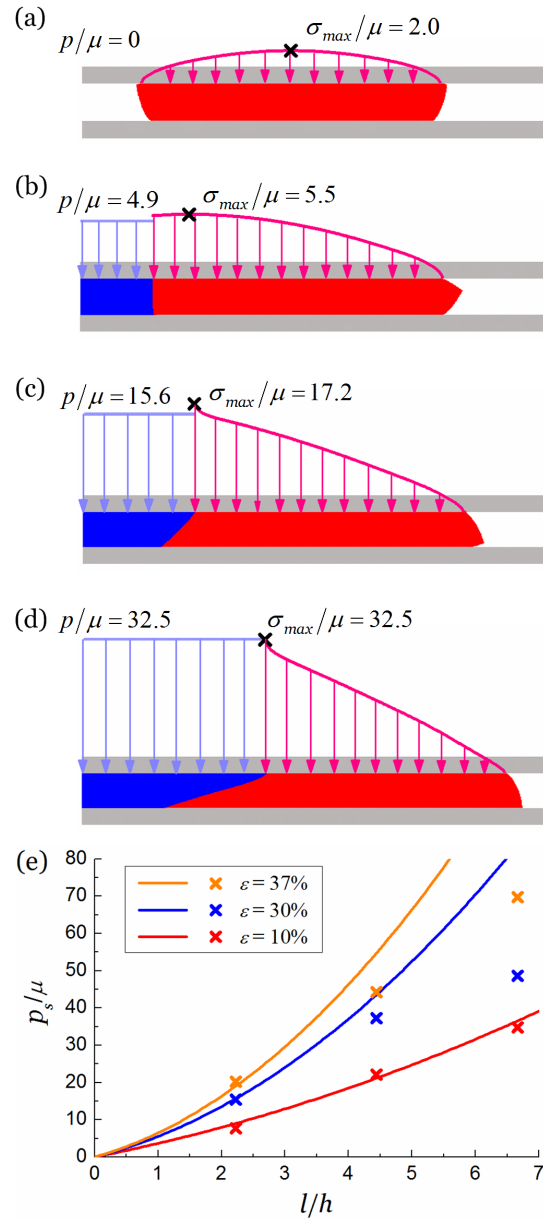 (a)
p/μ = 0
σmax/μ = 2.0
(b)
p/μ = 4.9
σmax/μ = 5.5
(c)
p/μ = 15.6
σmax/μ = 17.2
(d)
p/μ = 32.5
σmax/μ = 32.5
(e)
80
70
60
50
40
30
20
10
0
ps/μ
ε = 37%
ε = 30%
ε = 10%
0 1 2 3 4 5 6 7
l/h